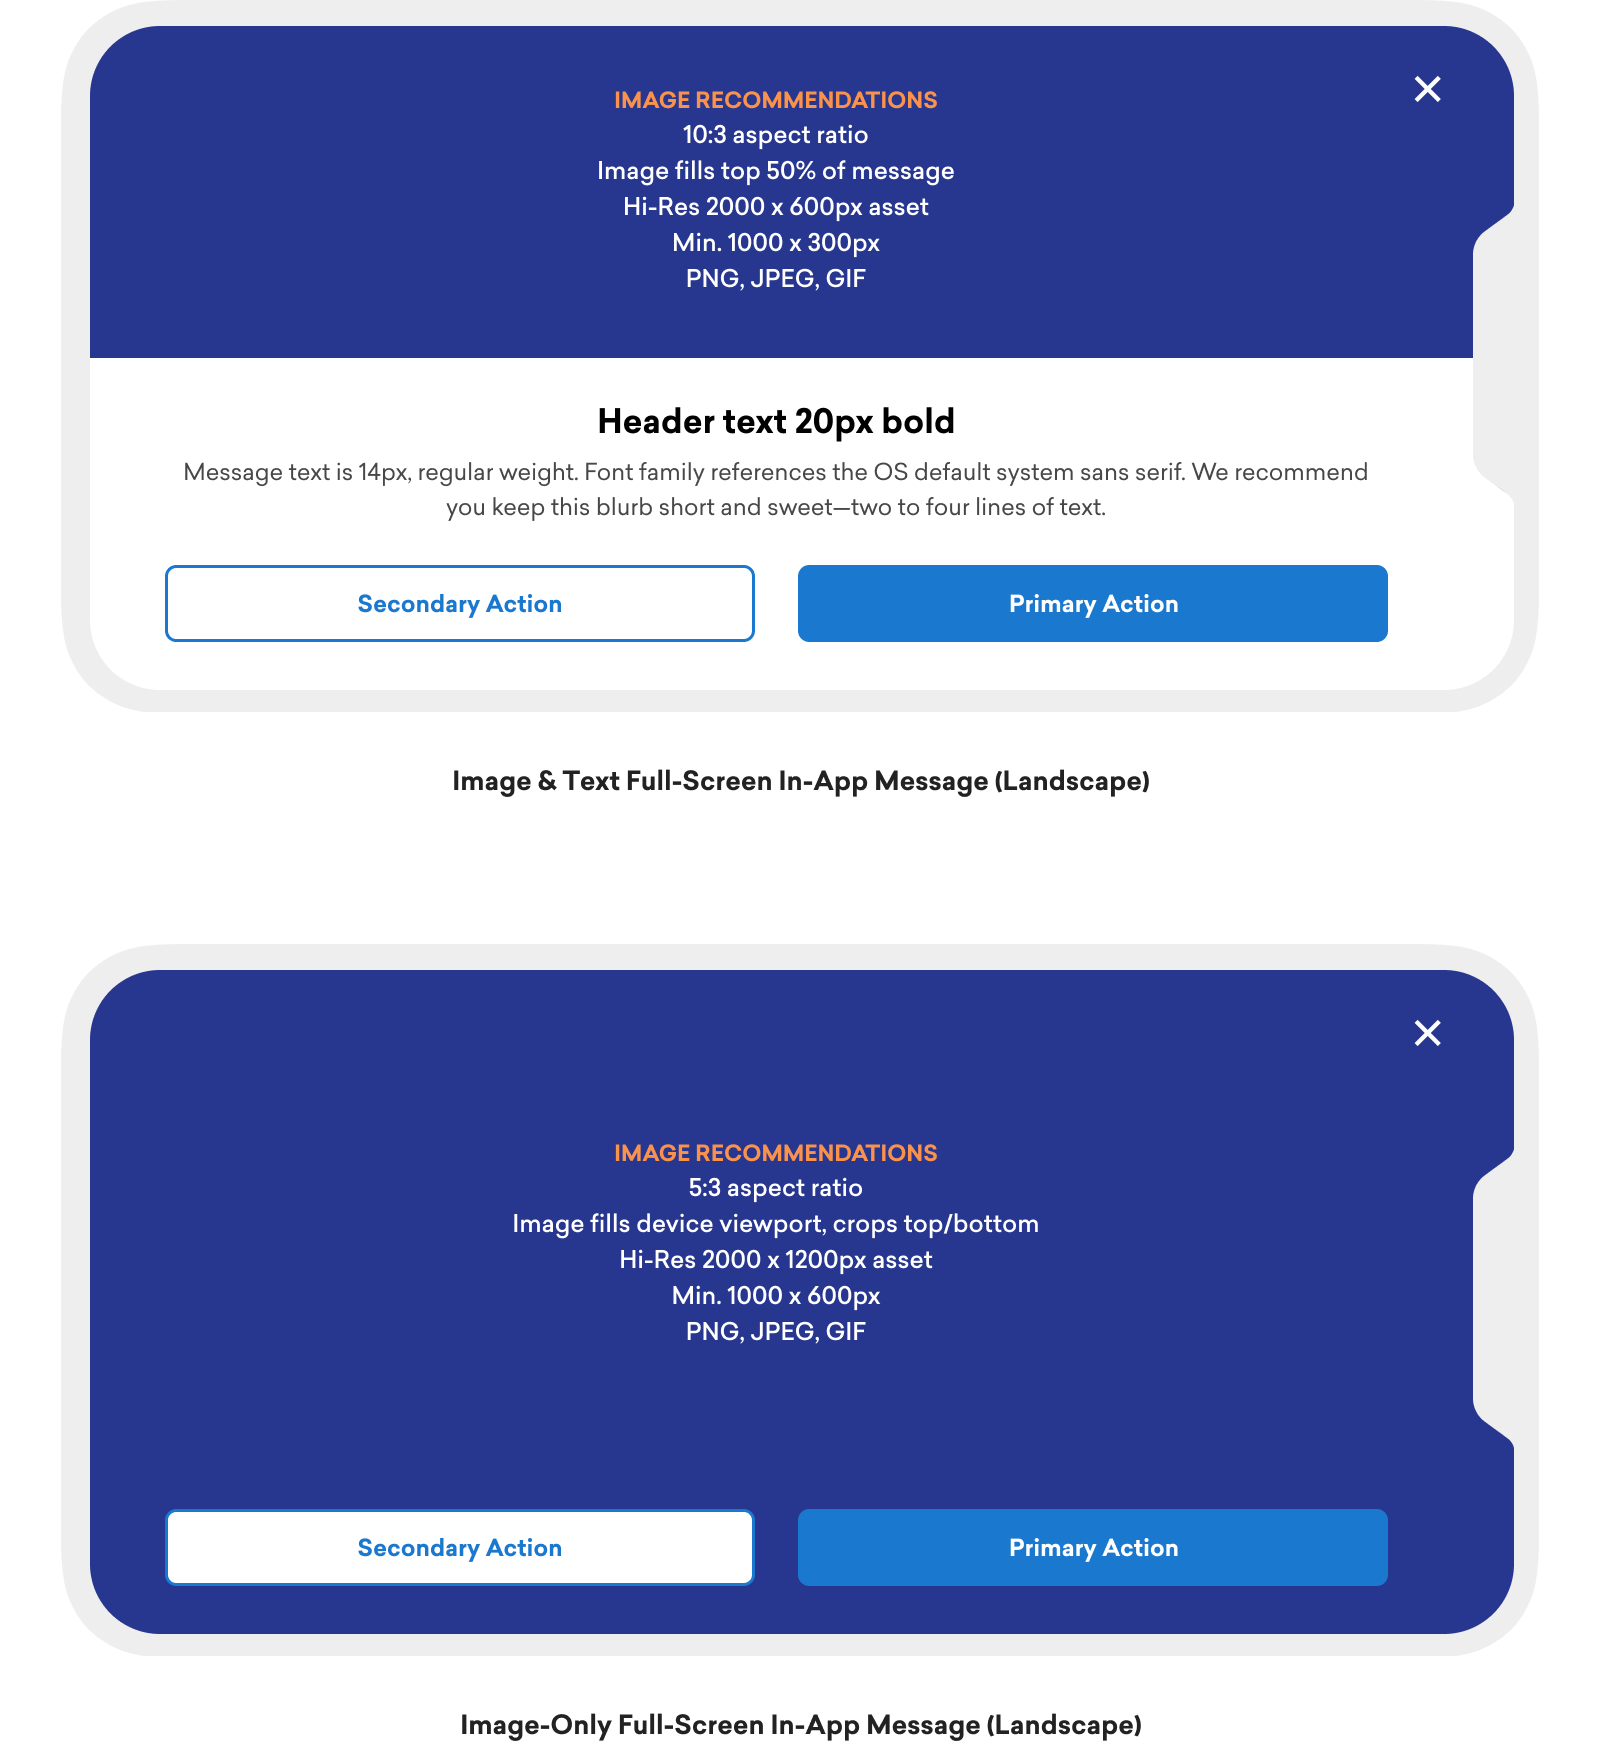 IMAGE RECOMMENDATIONS
10:3 aspect ratio
Image fills top 50% of message
Hi-Res 2000 x 600px asset
Min. 1000 x 300px
PNG, JPEG, GIF
Header text 20px bold
Message text is 14px, regular weight. Font family references the OS default system sans serif. We recommend
you keep this blurb short and sweet—two to four lines of text.
Secondary Action
Primary Action
Image & Text Full-Screen In-App Message (Landscape)
IMAGE RECOMMENDATIONS
5:3 aspect ratio
Image fills device viewport, crops top/bottom
Hi-Res 2000 x 1200px asset
Min. 1000 x 600px
PNG, JPEG, GIF
Secondary Action
Primary Action
Image-Only Full-Screen In-App Message (Landscape)